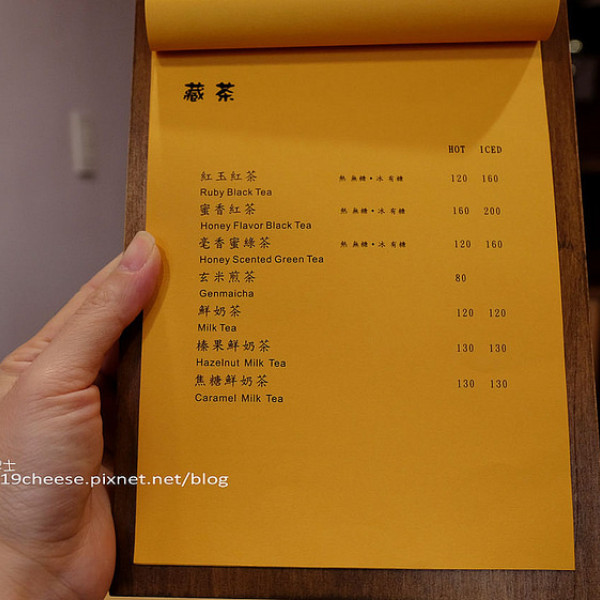 藏茶
HOT ICED
紅玉紅茶 熱 無糖・冰 有糖 120 160
Ruby Black Tea
蜜香紅茶 熱 無糖・冰 有糖 160 200
Honey Flavor Black Tea
毫香蜜綠茶 熱 無糖・冰 有糖 120 160
Honey Scented Green Tea
玄米煎茶 80
Genmaicha
鮮奶茶 120 120
Milk Tea
榛果鮮奶茶 130 130
Hazelnut Milk Tea
焦糖鮮奶茶 130 130
Caramel Milk Tea
士
19cheese.pixnet.net/blog